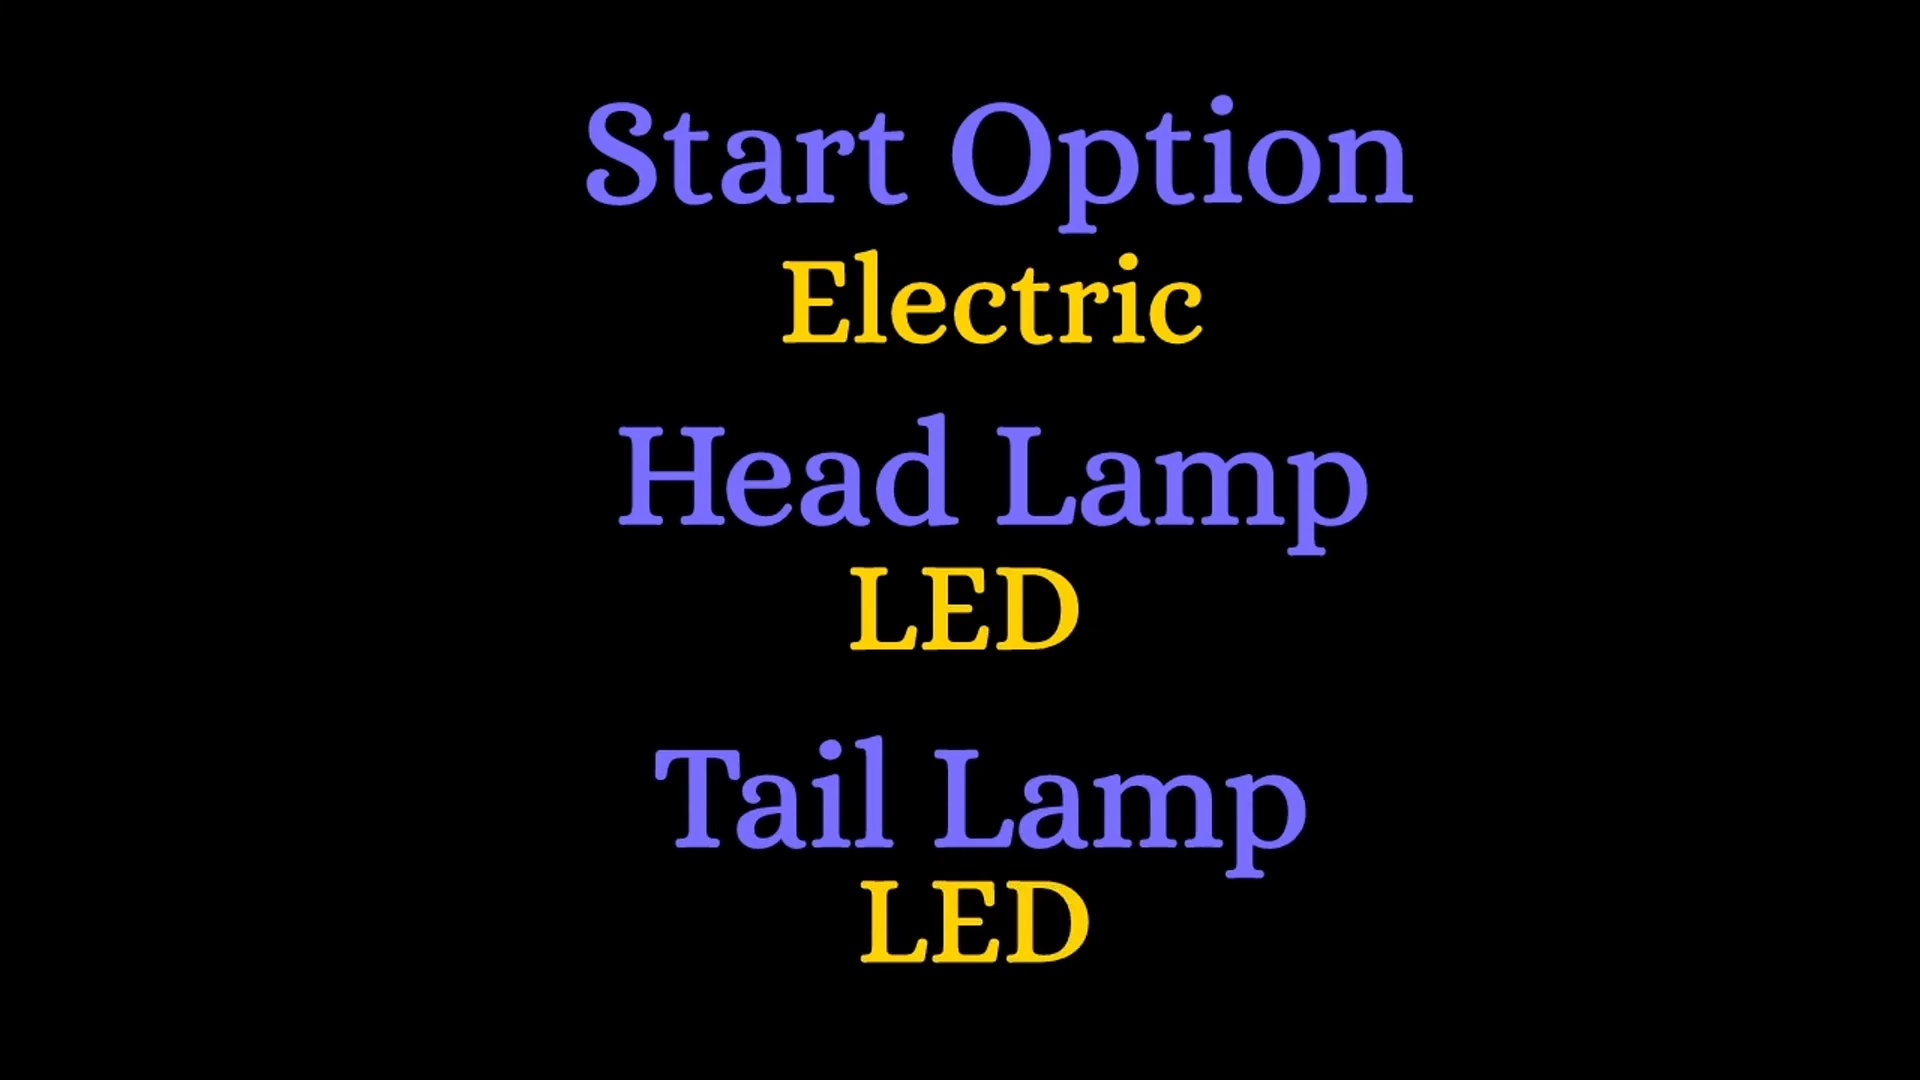 Start Option
Electric
Head Lamp
LED
Tail Lamp
LED